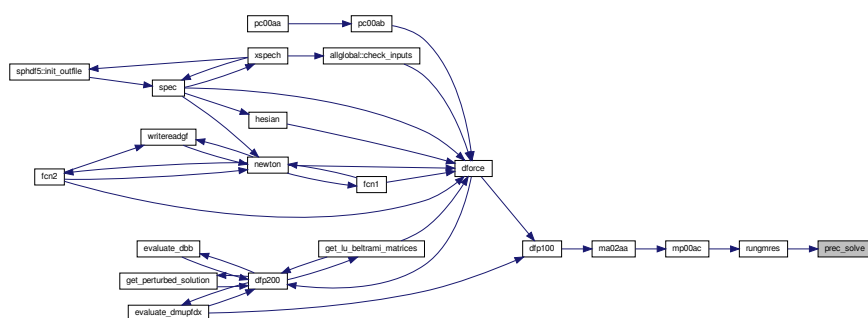 pc00aa
pc00ab
xspech
allglobal::check_inputs
sphdf5::init_outfile
spec
hesian
writereadgf
newton
fcn2
fcn1
dforce
evaluate_dbb
get_lu_beltrami_matrices
dfp100
ma02aa
mp00ac
rungmres
prec_solve
get_perturbed_solution
dfp200
evaluate_dmupfdx